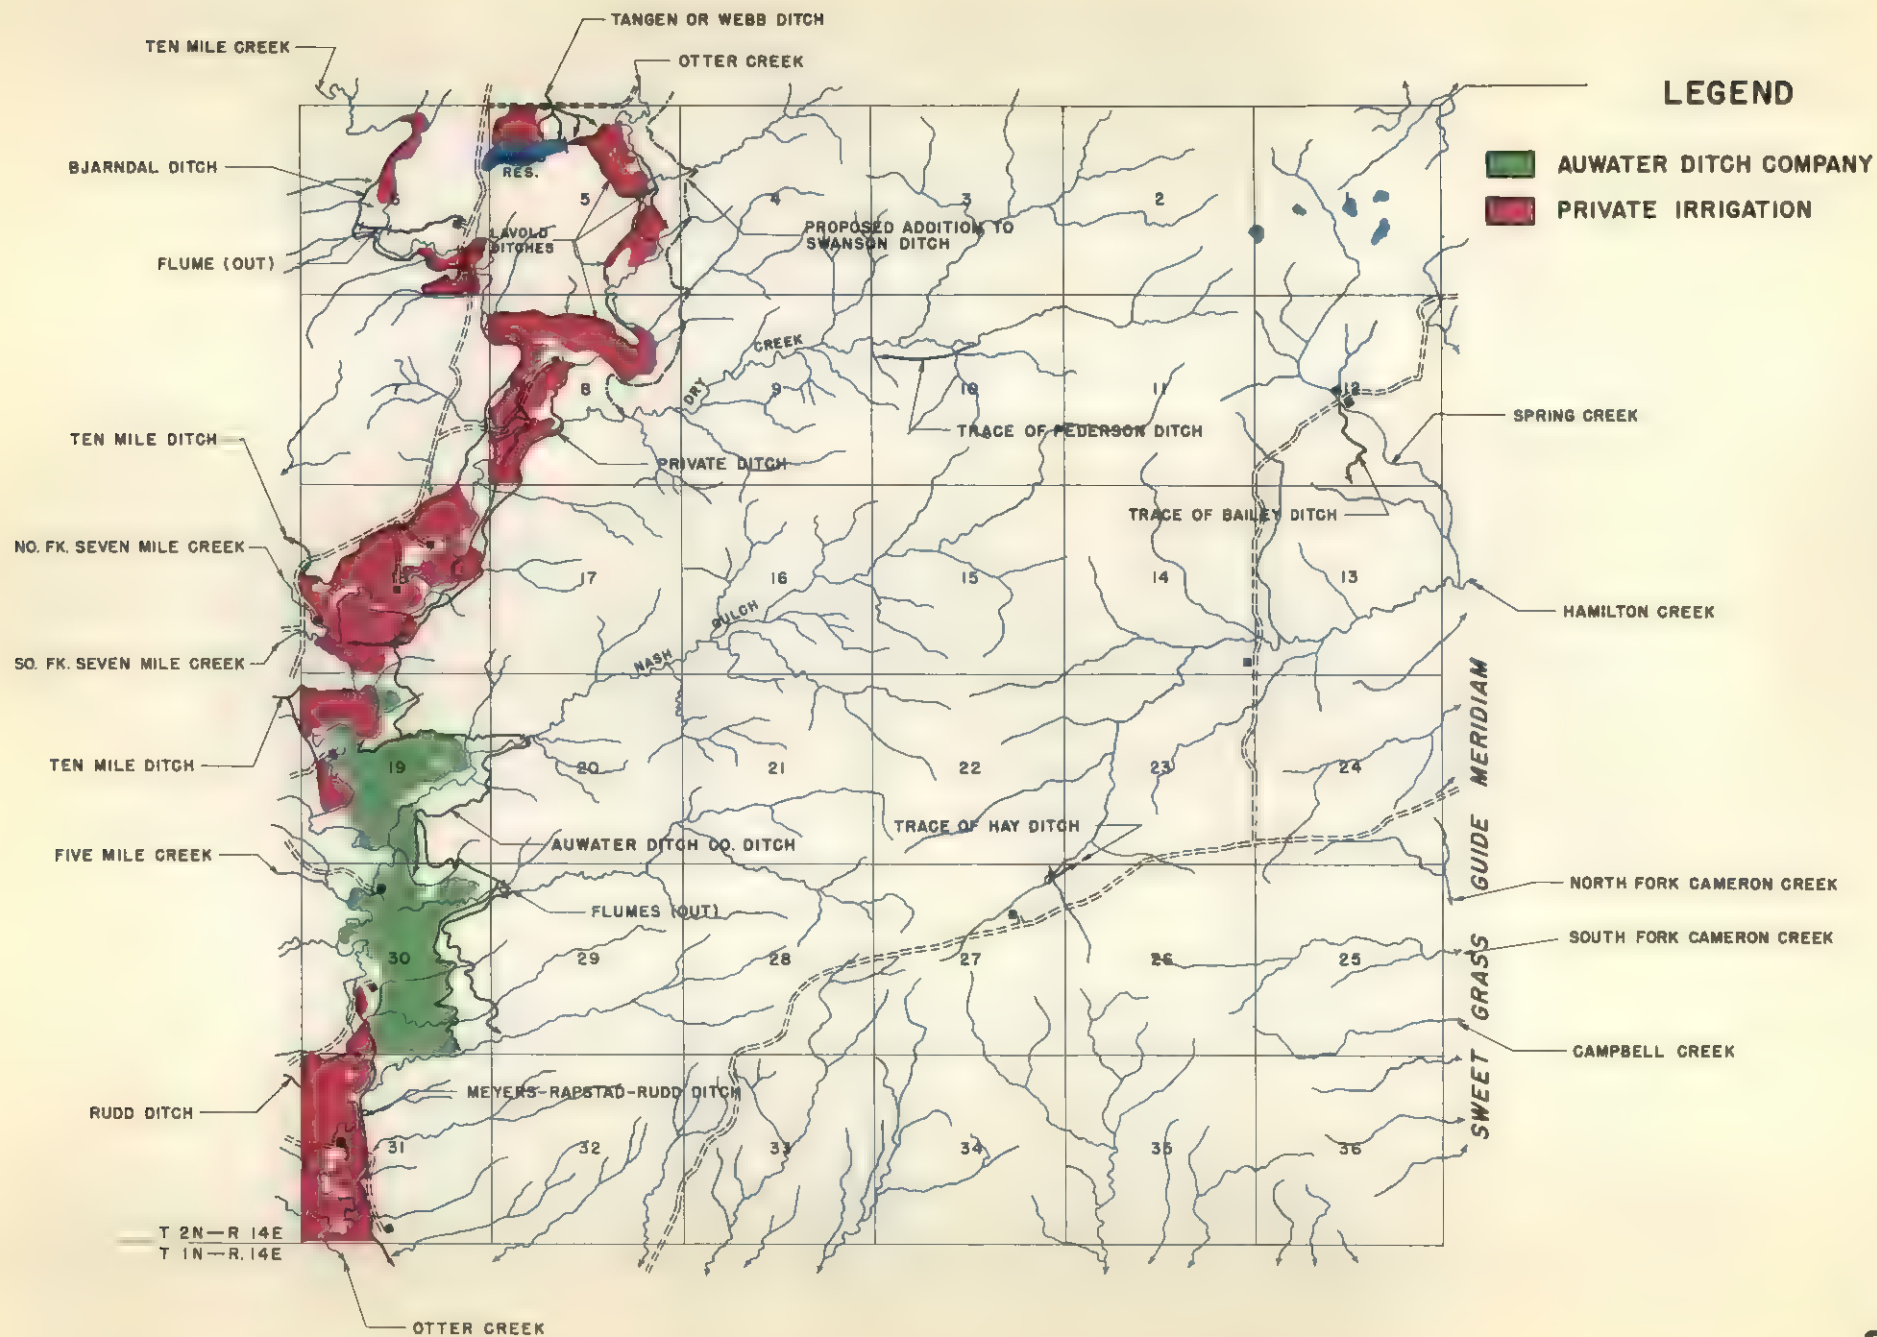 TANGEN OR WEBB DITCH
TEN MILE CREEK
OTTER CREEK
LEGEND
AUWATER DITCH COMPANY
PRIVATE IRRIGATION
BJARNDAL DITCH
RES.
6
5
4
3
2
1
LAVOLD
DITCHES
PROPOSED ADDITION TO
SWANSON DITCH
FLUME (OUT)
DRY CREEK
7
8
9
10
11
12
SPRING CREEK
TEN MILE DITCH
TRACE OF PEDERSON DITCH
PRIVATE DITCH
TRACE OF BAILEY DITCH
NO. FK. SEVEN MILE CREEK
18
17
16
15
14
13
HAMILTON CREEK
NASH GULCH
SO. FK. SEVEN MILE CREEK
TEN MILE DITCH
19
20
21
22
23
24
TRACE OF HAY DITCH
AUWATER DITCH CO. DITCH
FIVE MILE CREEK
FLUMES (OUT)
NORTH FORK CAMERON CREEK
SOUTH FORK CAMERON CREEK
30
29
28
27
26
25
SWEET GRASS GUIDE MERIDIAM
CAMPBELL CREEK
MEYERS-RAPSTAD-RUDD DITCH
RUDD DITCH
31
32
33
34
35
36
T 2N—R. 14E
T 1N—R. 14E
OTTER CREEK